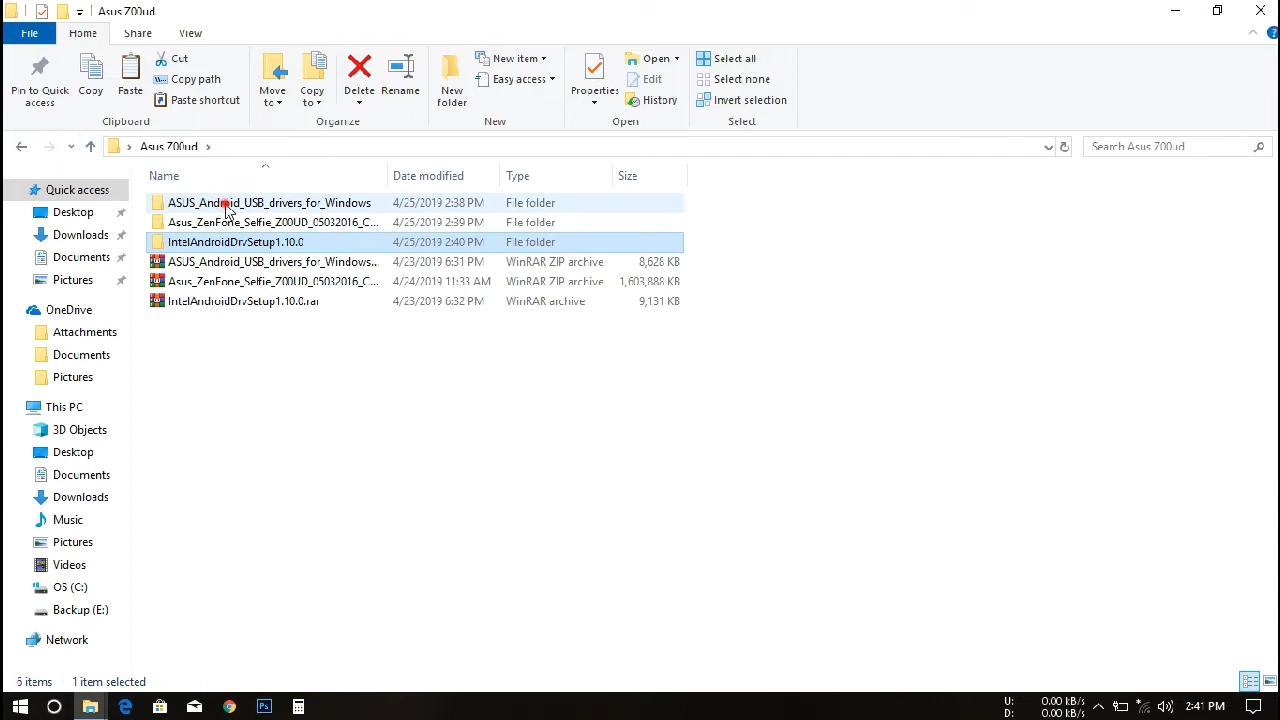 Asus Z00ud
File Home Share View
Pin to Quick access
Copy
Paste
Cut
Copy path
Paste shortcut
Clipboard
Move to
Copy to
Delete
Rename
Organize
New folder
New item
Easy access
New
Properties
Open
Edit
History
Open
Select all
Select none
Invert selection
Select
Asus Z00ud
Search Asus Z00ud
Name Date modified Type Size
ASUS_Android_USB_drivers_for_Windows 4/25/2019 2:38 PM File folder
Asus_ZenFone_Selfie_Z00UD_05032016_C... 4/25/2019 2:39 PM File folder
IntelAndroidDrvSetup1.10.0 4/25/2019 2:40 PM File folder
ASUS_Android_USB_drivers_for_Windows... 4/23/2019 6:31 PM WinRAR ZIP archive 8,628 KB
Asus_ZenFone_Selfie_Z00UD_05032016_C... 4/24/2019 11:33 AM WinRAR ZIP archive 1,603,888 KB
IntelAndroidDrvSetup1.10.0.rar 4/23/2019 6:32 PM WinRAR archive 9,131 KB
Quick access
Desktop
Downloads
Documents
Pictures
OneDrive
Attachments
Documents
Pictures
This PC
3D Objects
Desktop
Documents
Downloads
Music
Pictures
Videos
OS (C:)
Backup (E:)
Network
6 items 1 item selected
U: 0.00 kB/s
D: 0.00 kB/s
2:41 PM